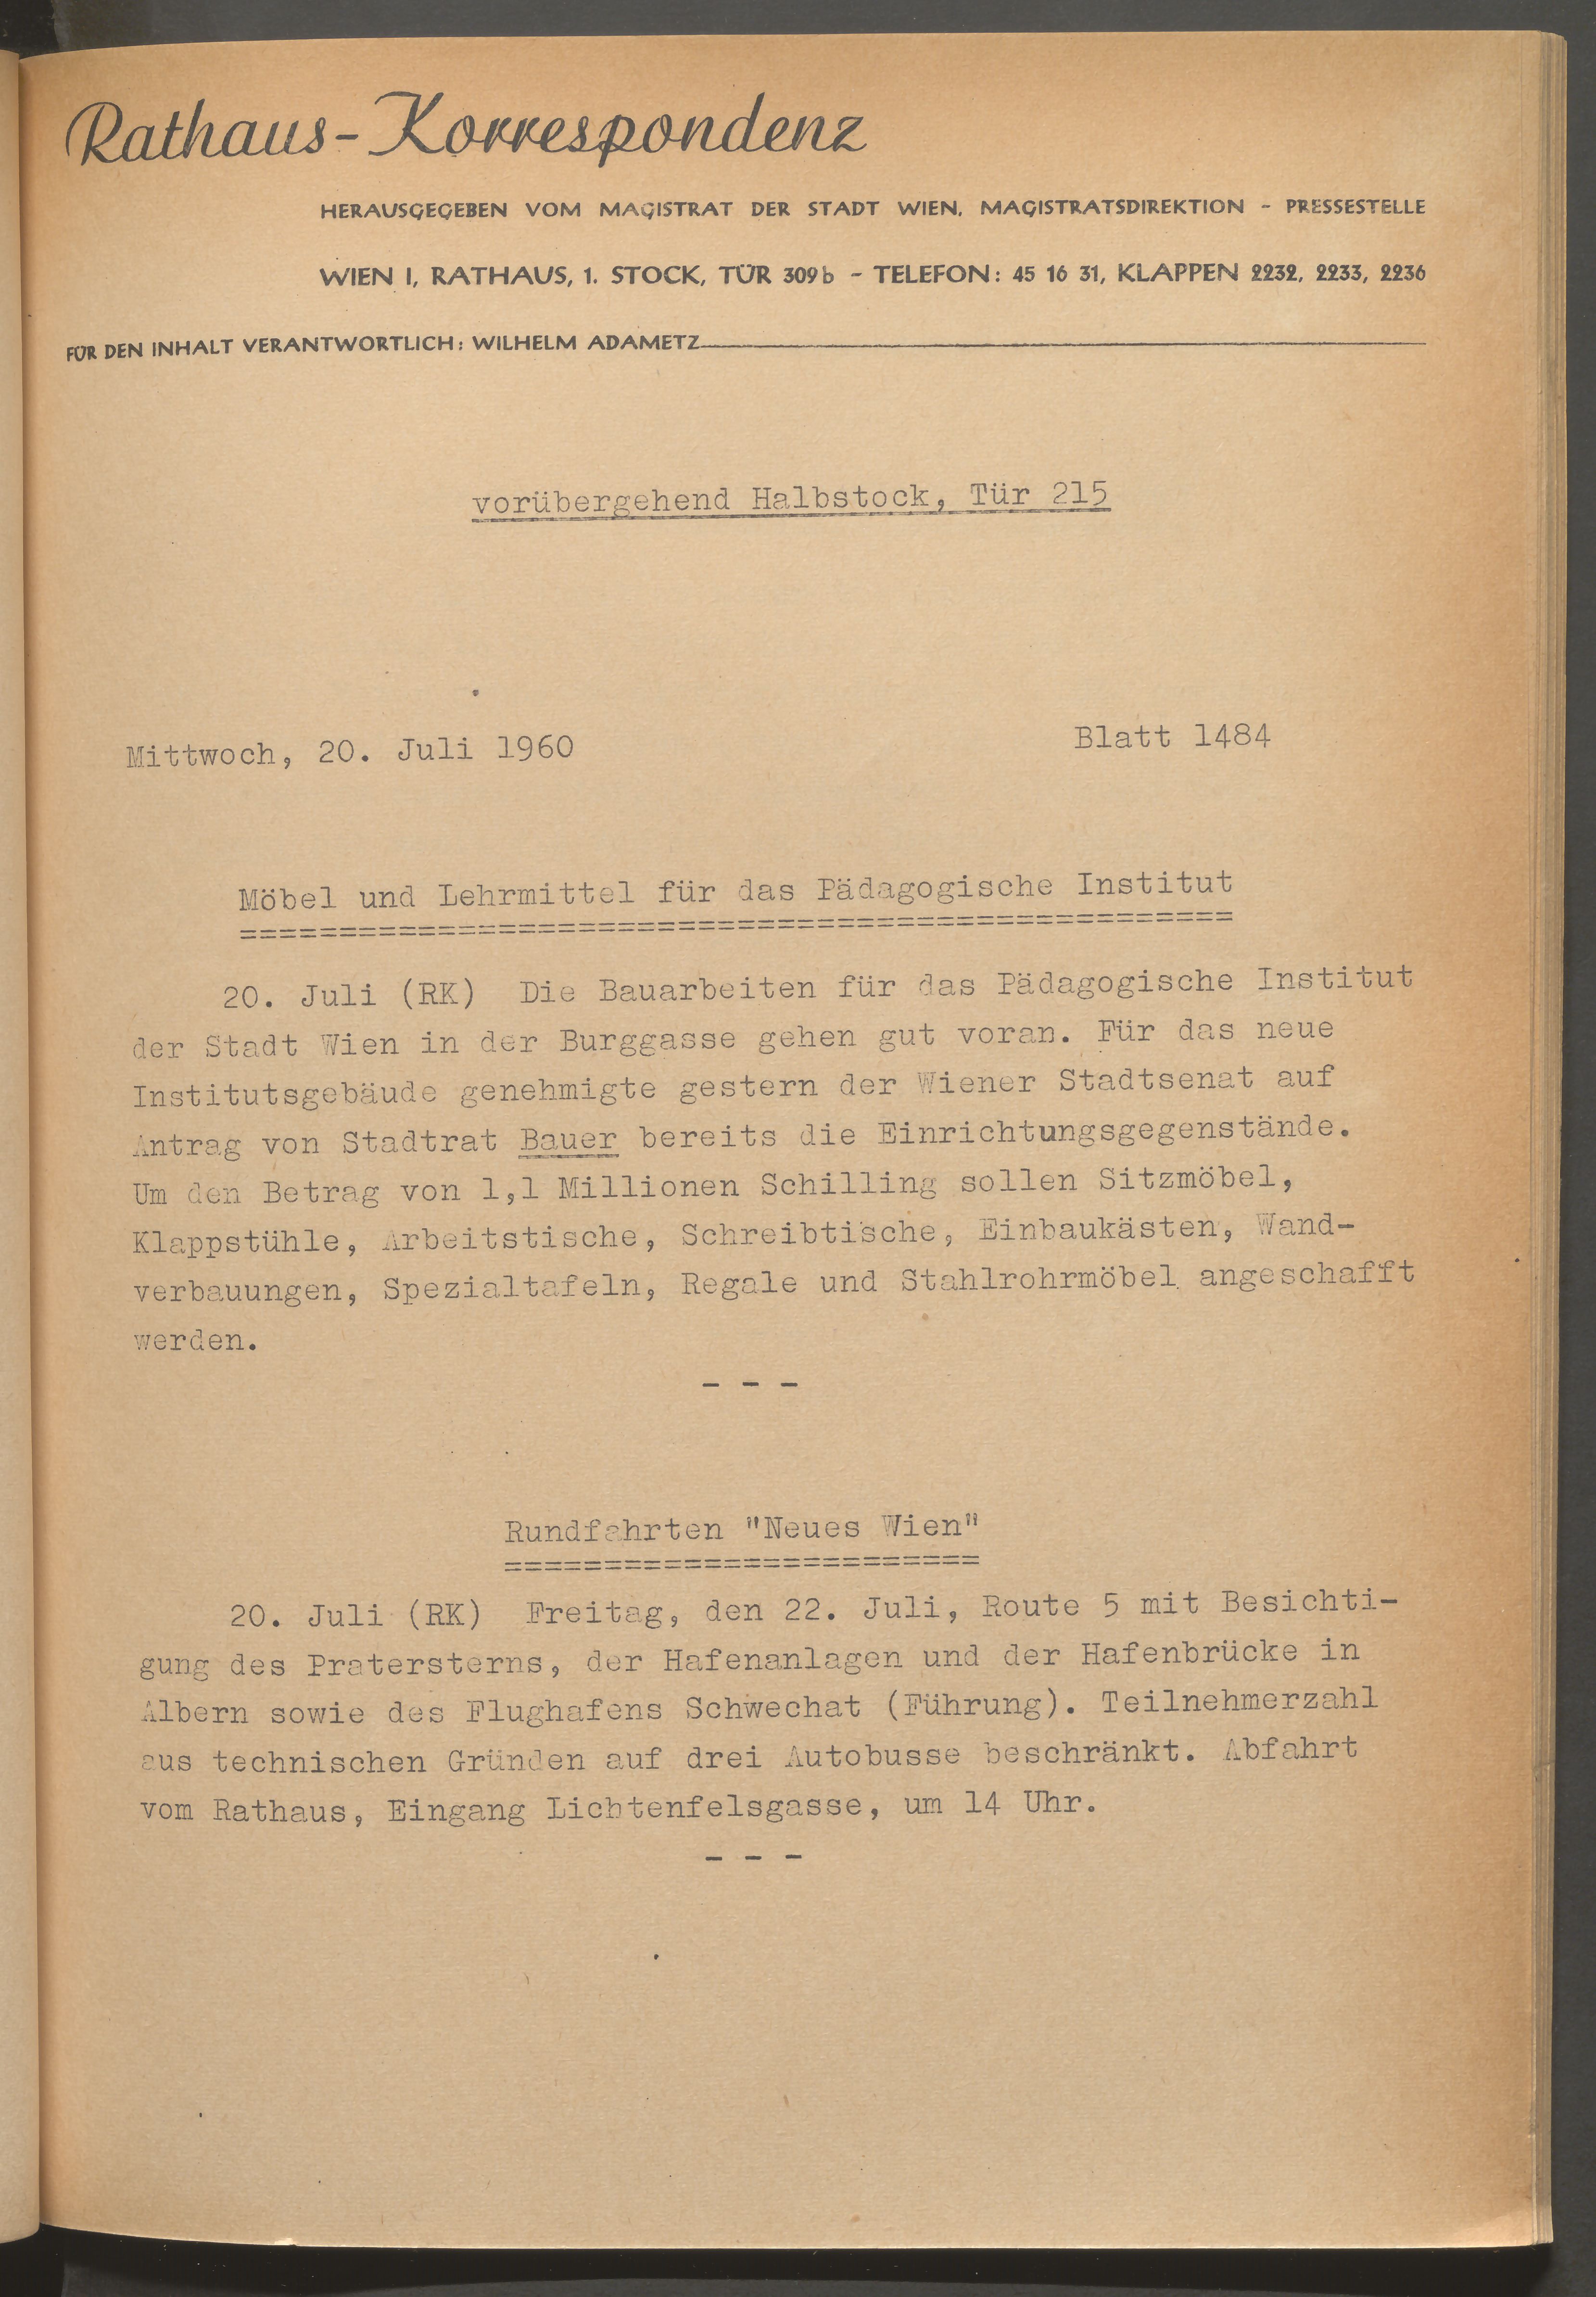 Rathaus-Korrespondenz
HERAUSGEGEBEN VOM MAGISTRAT DER STADT WIEN, MAGISTRATSDIREKTION - PRESSESTELLE
WIEN I, RATHAUS, 1. STOCK, TÜR 309b - TELEFON: 45 16 31, KLAPPEN 2232, 2233, 2236
FÜR DEN INHALT VERANTWORTLICH: WILHELM ADAMETZ
vorübergehend Halbstock, Tür 215
Mittwoch, 20. Juli 1960 Blatt 1484
Möbel und Lehrmittel für das Pädagogische Institut
==================================================
20. Juli (RK) Die Bauarbeiten für das Pädagogische Institut
der Stadt Wien in der Burggasse gehen gut voran. Für das neue
Institutsgebäude genehmigte gestern der Wiener Stadtsenat auf
Antrag von Stadtrat Bauer bereits die Einrichtungsgegenstände.
Um den Betrag von 1,1 Millionen Schilling sollen Sitzmöbel,
Klappstühle, Arbeitstische, Schreibtische, Einbaukästen, Wand-
verbauungen, Spezialtafeln, Regale und Stahlrohrmöbel angeschafft
werden.
- - -
Rundfahrten "Neues Wien"
========================
20. Juli (RK) Freitag, den 22. Juli, Route 5 mit Besichti-
gung des Pratersterns, der Hafenanlagen und der Hafenbrücke in
Albern sowie des Flughafens Schwechat (Führung). Teilnehmerzahl
aus technischen Gründen auf drei Autobusse beschränkt. Abfahrt
vom Rathaus, Eingang Lichtenfelsgasse, um 14 Uhr.
- - -